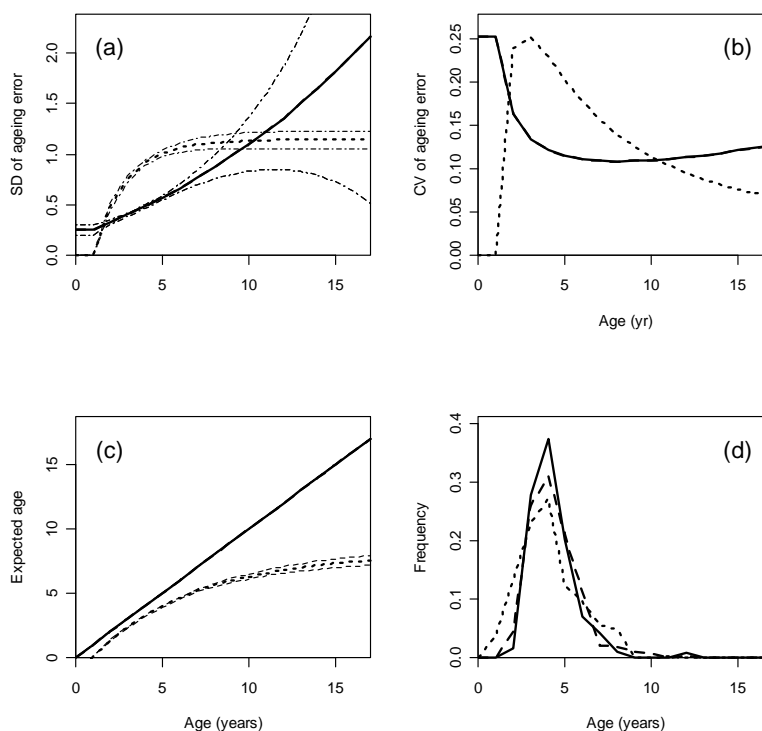 (a)
SD of ageing error
0.0 0.5 1.0 1.5 2.0
0 5 10 15
(b)
CV of ageing error
0.00 0.05 0.10 0.15 0.20 0.25
0 5 10 15
Age (yr)
(c)
Expected age
0 5 10 15
0 5 10 15
Age (years)
(d)
Frequency
0.0 0.1 0.2 0.3 0.4
0 5 10 15
Age (years)